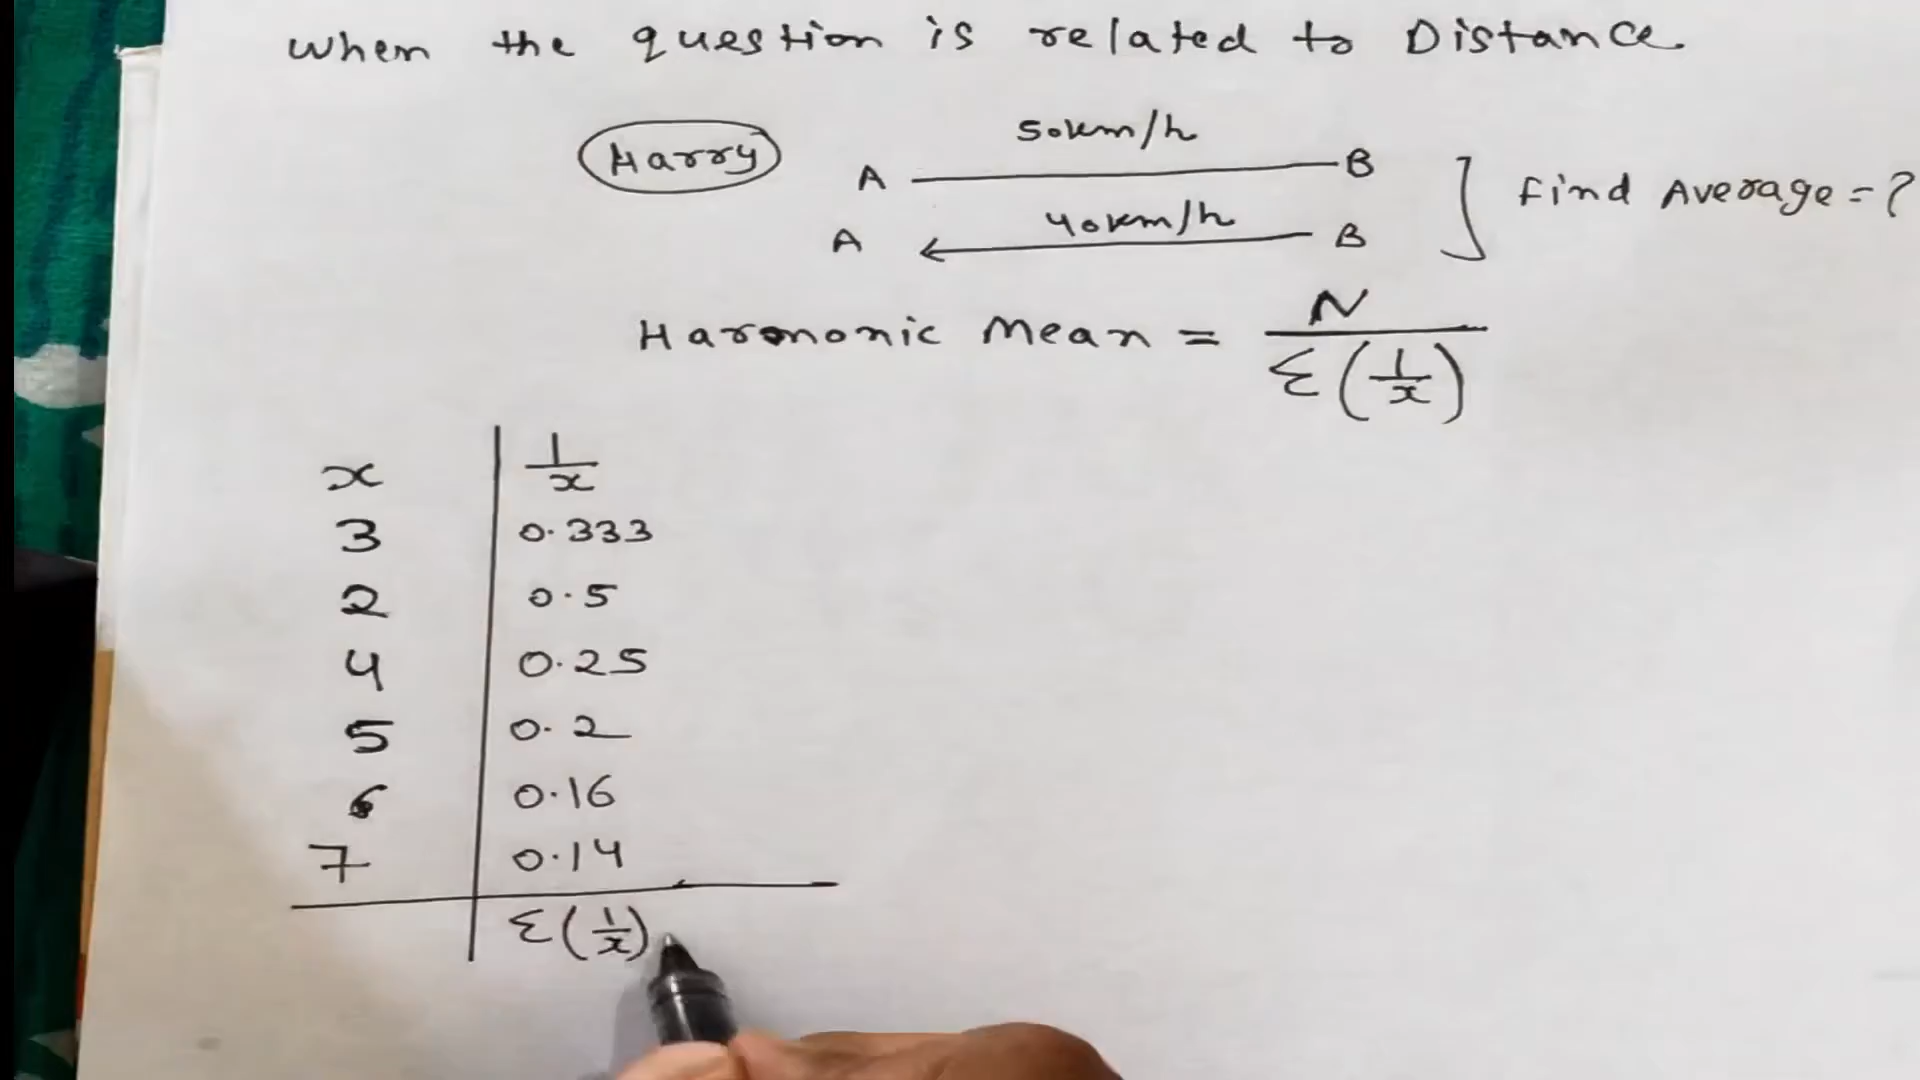 When the question is related to Distance.
Harry
50km/h
A B
40km/h
A B
Find Average = ?
Harmonic Mean = N / Σ(1/x)
x 1/x
3 0.333
2 0.5
4 0.25
5 0.2
6 0.16
7 0.14
Σ(1/x)